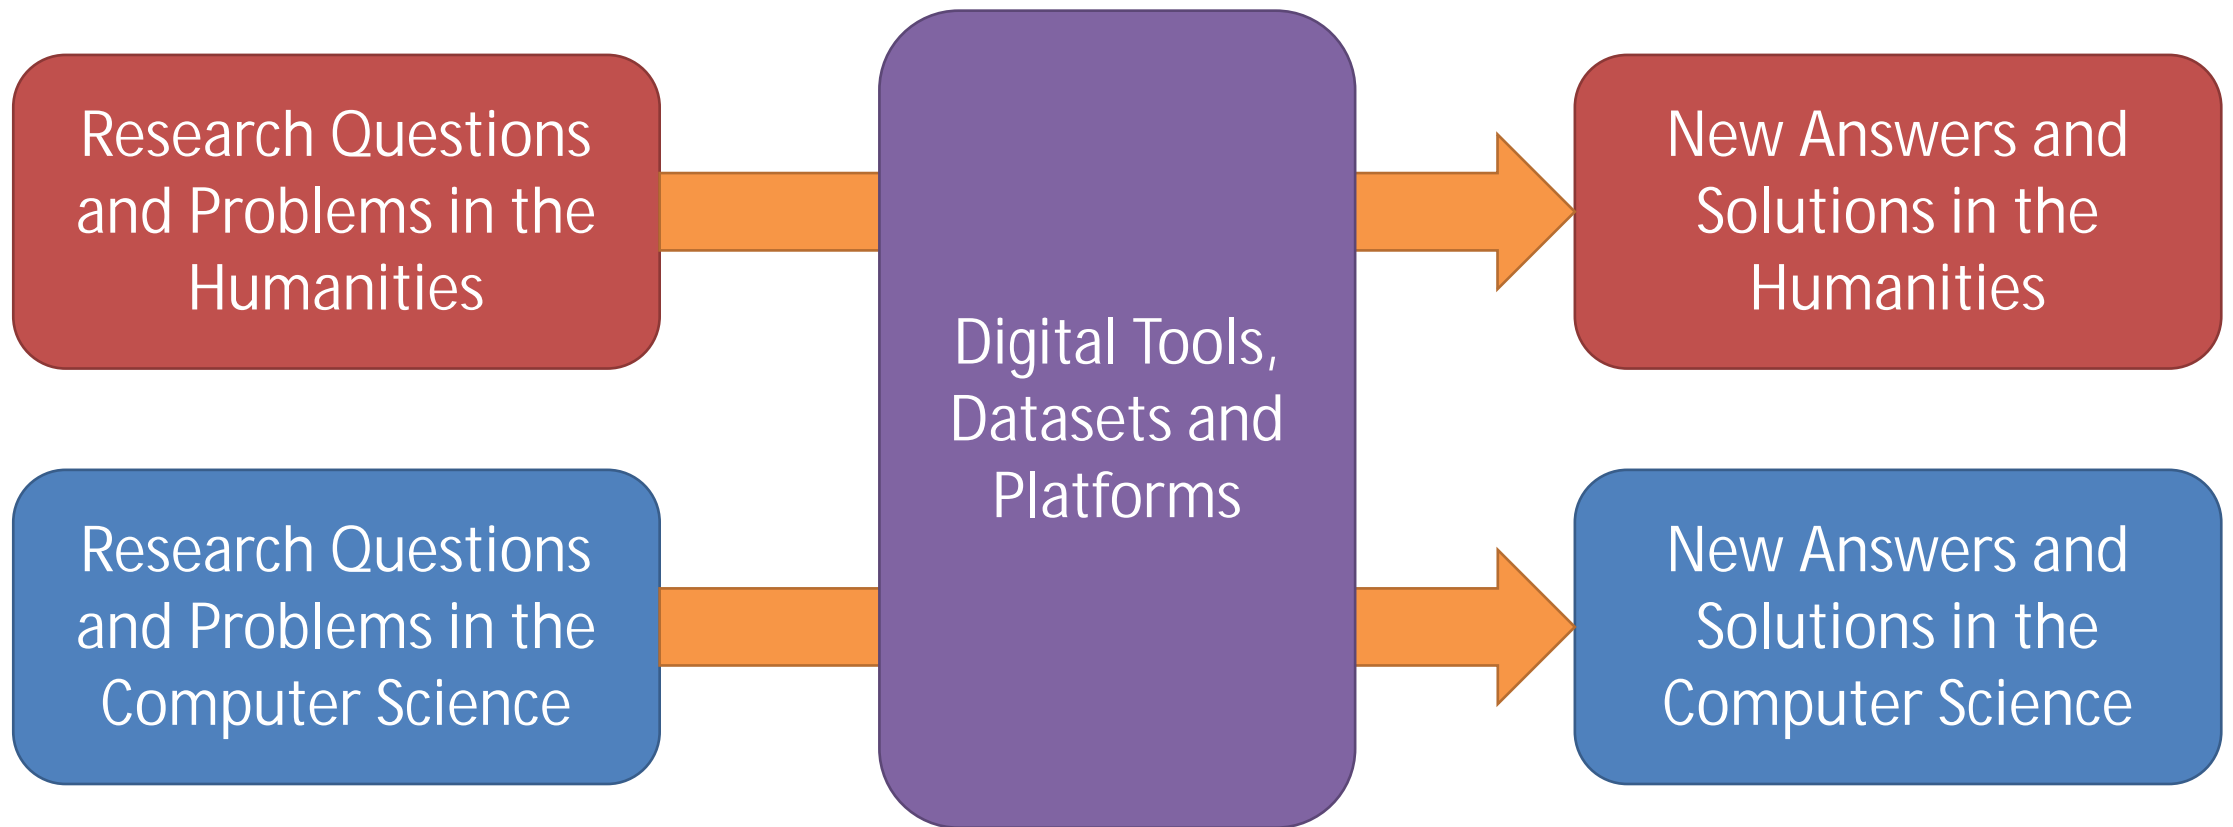 Research Questions
and Problems in the
Humanities
Digital Tools,
Datasets and
Platforms
New Answers and
Solutions in the
Humanities
Research Questions
and Problems in the
Computer Science
New Answers and
Solutions in the
Computer Science